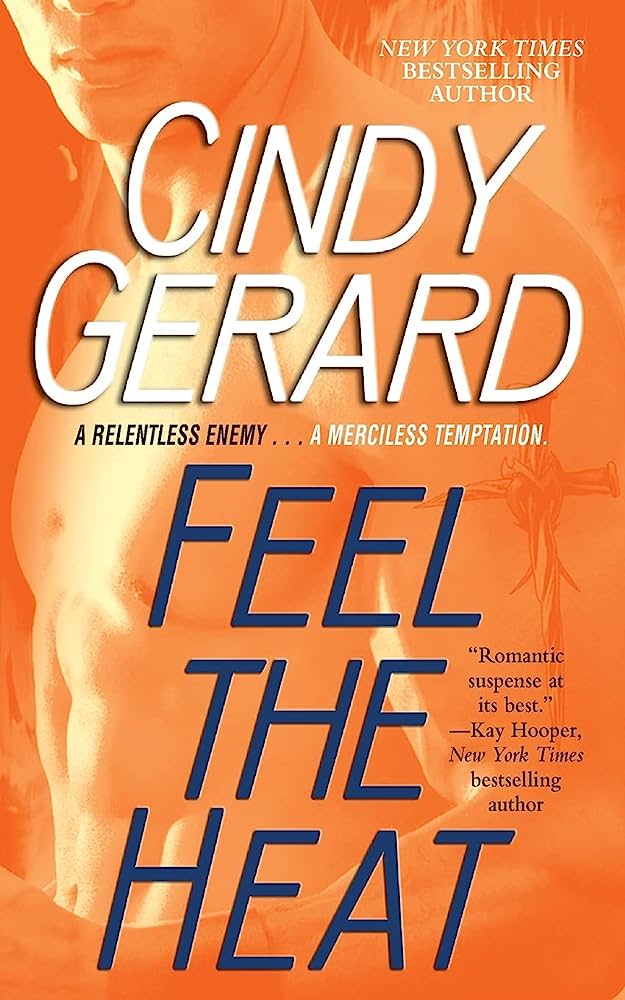 NEW YORK TIMES
BESTSELLING
AUTHOR
CINDY
GERARD
A RELENTLESS ENEMY . . . A MERCILESS TEMPTATION.
FEEL
THE
HEAT
“Romantic
suspense at
its best.”
—Kay Hooper,
New York Times
bestselling
author